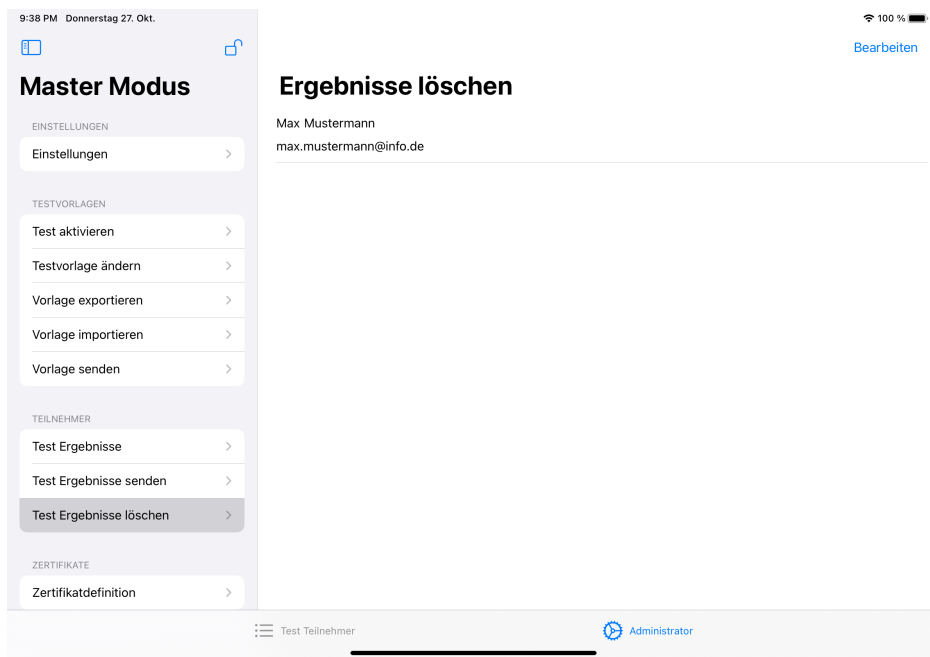 9:38 PM Donnerstag 27. Okt.
100 %
Bearbeiten
Master Modus
EINSTELLUNGEN
Einstellungen
TESTVORLAGEN
Test aktivieren
Testvorlage ändern
Vorlage exportieren
Vorlage importieren
Vorlage senden
TEILNEHMER
Test Ergebnisse
Test Ergebnisse senden
Test Ergebnisse löschen
ZERTIFIKATE
Zertifikatdefinition
Ergebnisse löschen
Max Mustermann
max.mustermann@info.de
Test Teilnehmer
Administrator